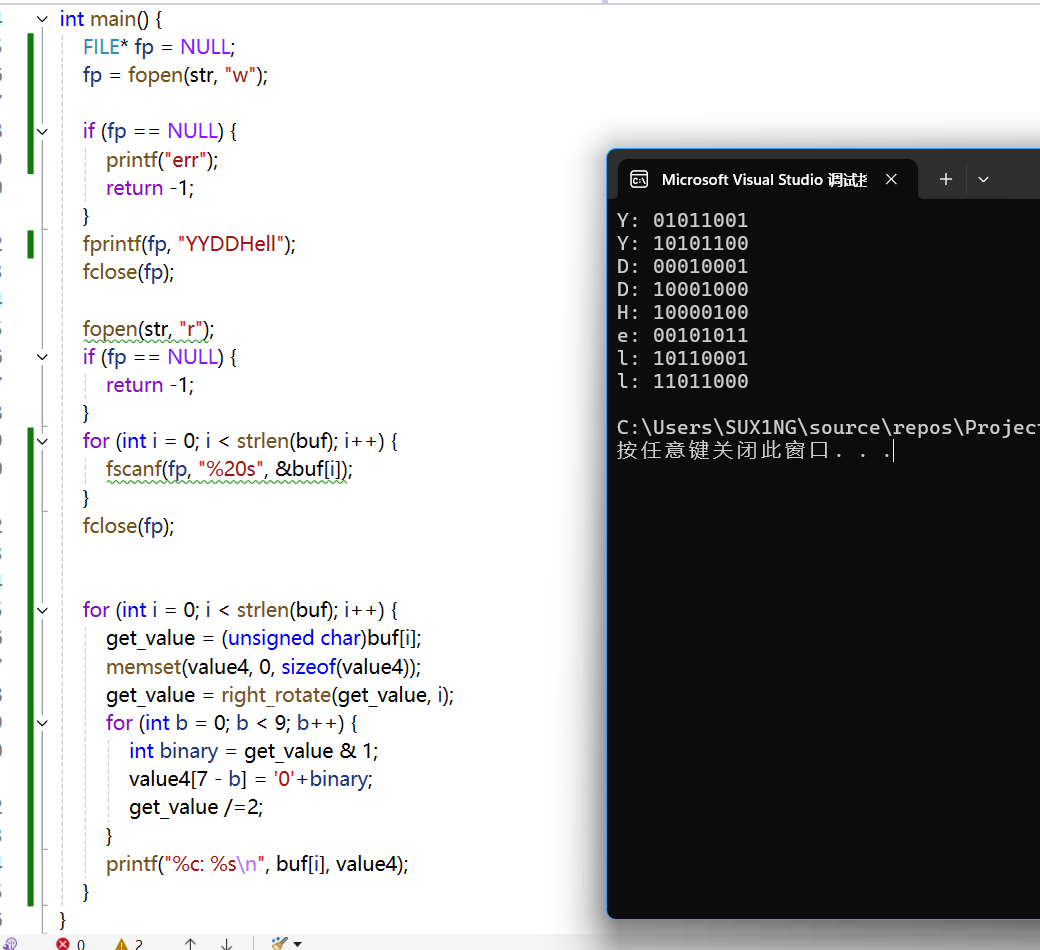 int main() {
FILE* fp = NULL;
fp = fopen(str, "w");
if (fp == NULL) {
printf("err");
return -1;
}
fprintf(fp, "YYDDHell");
fclose(fp);
fopen(str, "r");
if (fp == NULL) {
return -1;
}
for (int i = 0; i < strlen(buf); i++) {
fscanf(fp, "%20s", &buf[i]);
}
fclose(fp);
for (int i = 0; i < strlen(buf); i++) {
get_value = (unsigned char)buf[i];
memset(value4, 0, sizeof(value4));
get_value = right_rotate(get_value, i);
for (int b = 0; b < 9; b++) {
int binary = get_value & 1;
value4[7 - b] = '0'+binary;
get_value /=2;
}
printf("%c: %s\n", buf[i], value4);
}
}
0 2
Microsoft Visual Studio 调试
Y: 01011001
Y: 10101100
D: 00010001
D: 10001000
H: 10000100
e: 00101011
l: 10110001
l: 11011000
C:\Users\SUX1NG\source\repos\Project
按任意键关闭此窗口. . .